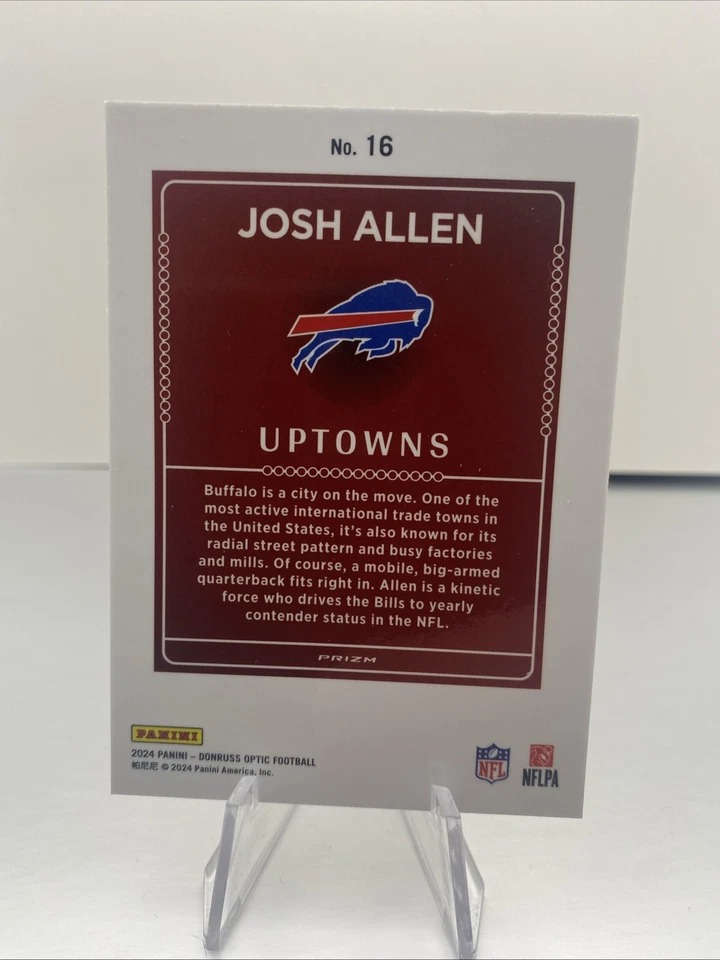 No. 16
JOSH ALLEN
UPTOWNS
Buffalo is a city on the move. One of the
most active international trade towns in
the United States, it's also known for its
radial street pattern and busy factories
and mills. Of course, a mobile, big-armed
quarterback fits right in. Allen is a kinetic
force who drives the Bills to yearly
contender status in the NFL.
PRIZM
PANINI
2024 PANINI – DONRUSS OPTIC FOOTBALL
帕尼尼 © 2024 Panini America, Inc.
NFL
NFLPA